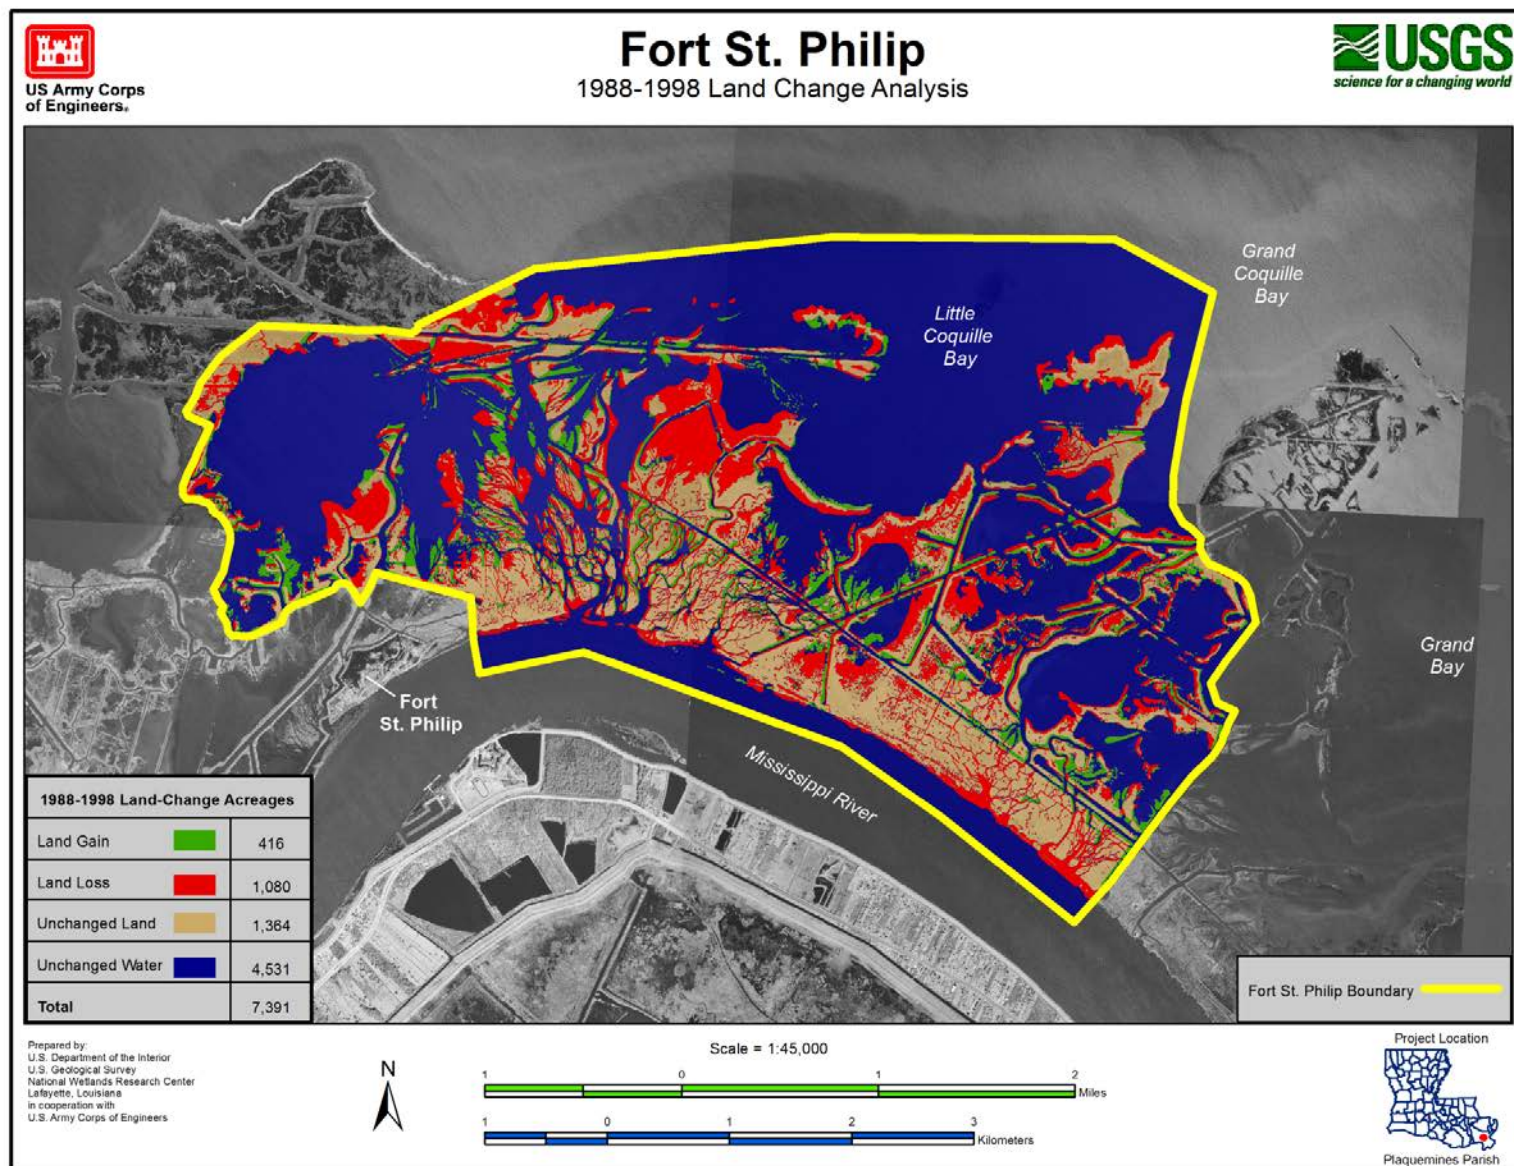 US Army Corps
of Engineers®
Fort St. Philip
1988-1998 Land Change Analysis
USGS
science for a changing world
Grand
Coquille
Bay
Little
Coquille
Bay
Grand
Bay
Fort
St. Philip
Mississippi River
1988-1998 Land-Change Acreages
Land Gain 416
Land Loss 1,080
Unchanged Land 1,364
Unchanged Water 4,531
Total 7,391
Fort St. Philip Boundary
Prepared by:
U.S. Department of the Interior
U.S. Geological Survey
National Wetlands Research Center
Lafayette, Louisiana
in cooperation with
U.S. Army Corps of Engineers
N
Scale = 1:45,000
1 0 1 2
Miles
1 0 1 2 3
Kilometers
Project Location
Plaquemines Parish